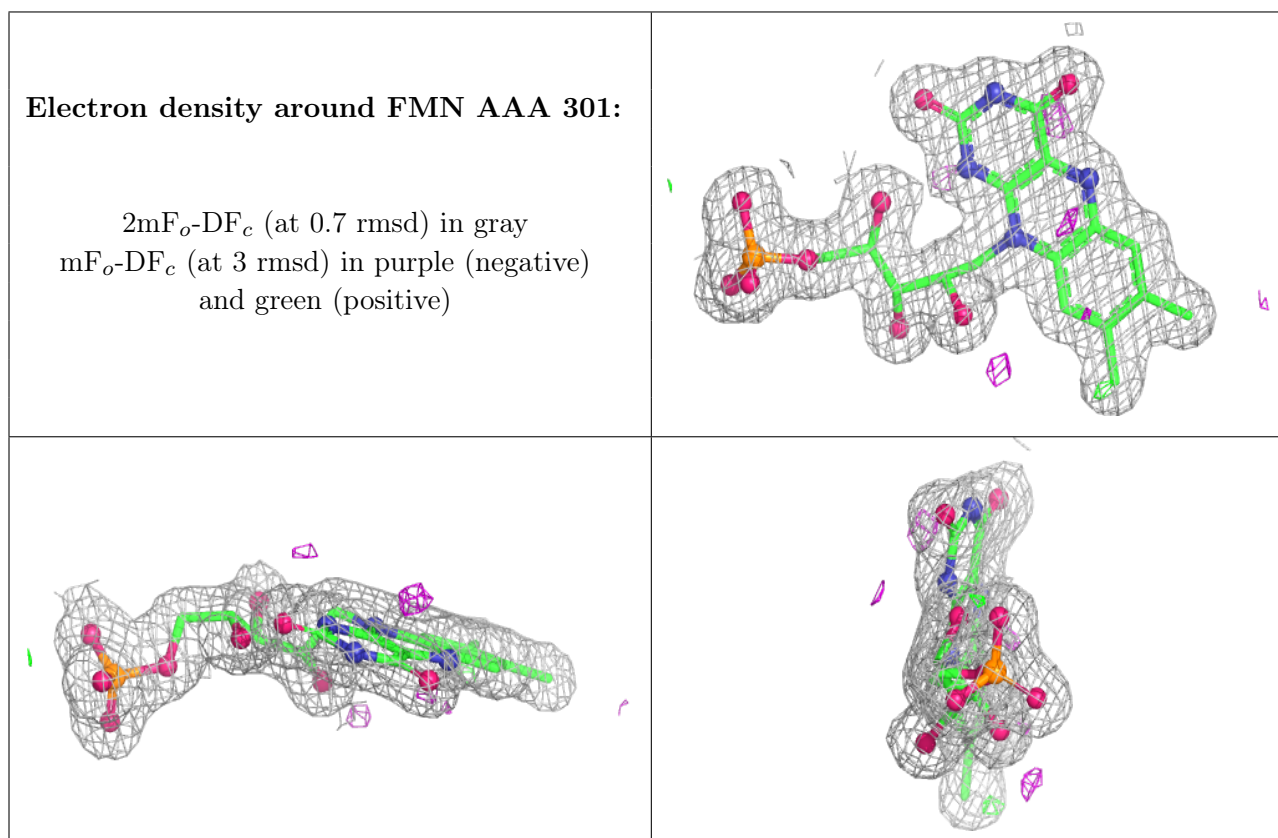 Electron density around FMN AAA 301:
2mFo-DFc (at 0.7 rmsd) in gray
mFo-DFc (at 3 rmsd) in purple (negative)
and green (positive)